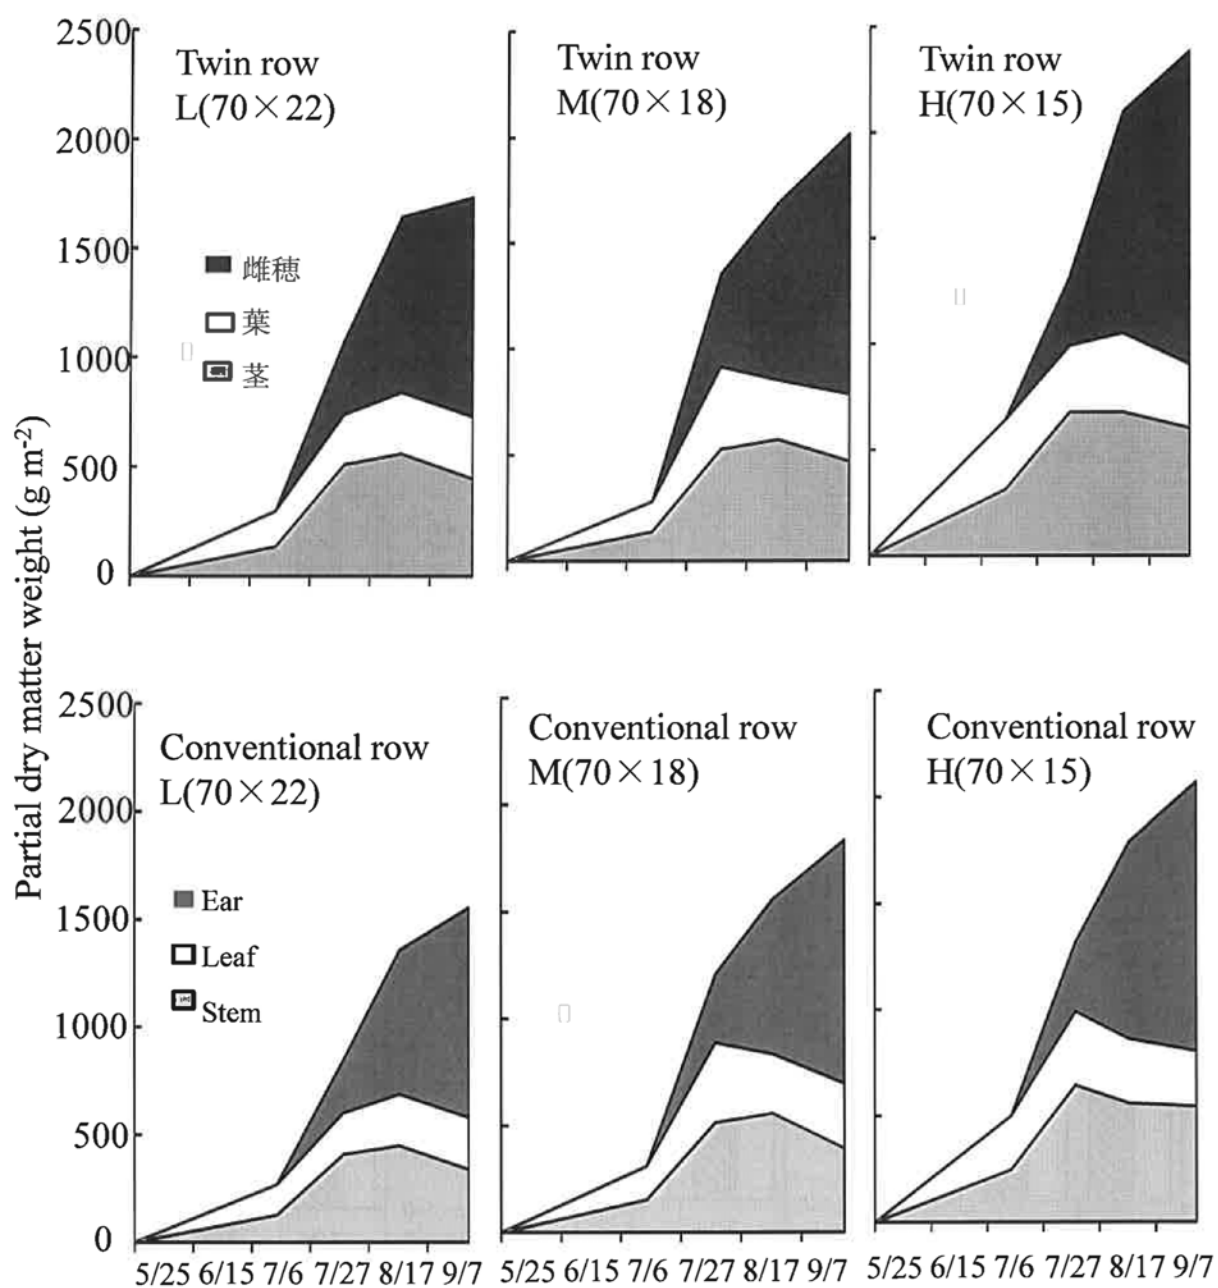 Partial dry matter weight (g m⁻²)
2500
2000
1500
1000
500
0
Twin row
L(70×22)
雌穂
葉
茎
Twin row
M(70×18)
Twin row
H(70×15)
2500
2000
1500
1000
500
0
Conventional row
L(70×22)
Ear
Leaf
Stem
Conventional row
M(70×18)
Conventional row
H(70×15)
5/25 6/15 7/6 7/27 8/17 9/7
5/25 6/15 7/6 7/27 8/17 9/7
5/25 6/15 7/6 7/27 8/17 9/7